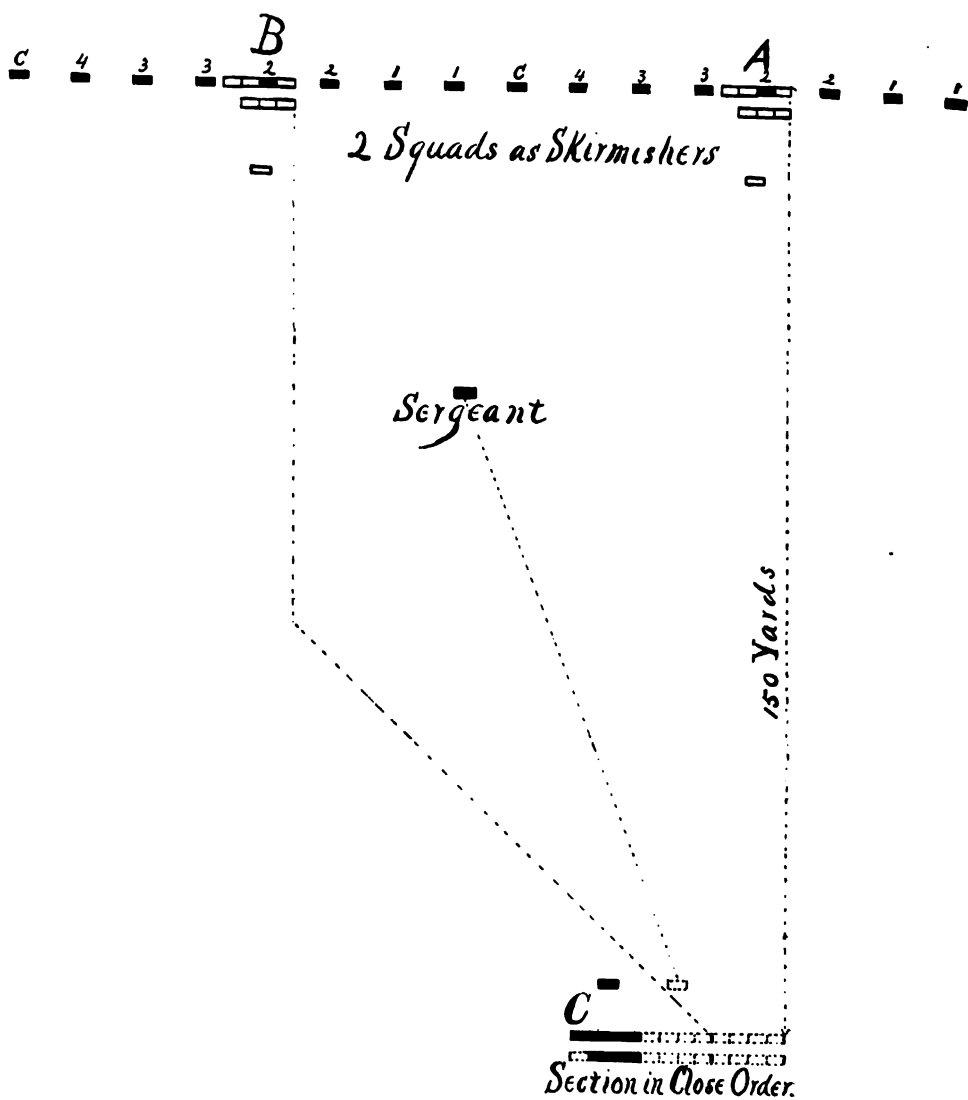 B A
C 4 3 3 2 2 1 1 C 4 3 3 2 2 1 1
2 Squads as Skirmishers
Sergeant
150 Yards
C
Section in Close Order.